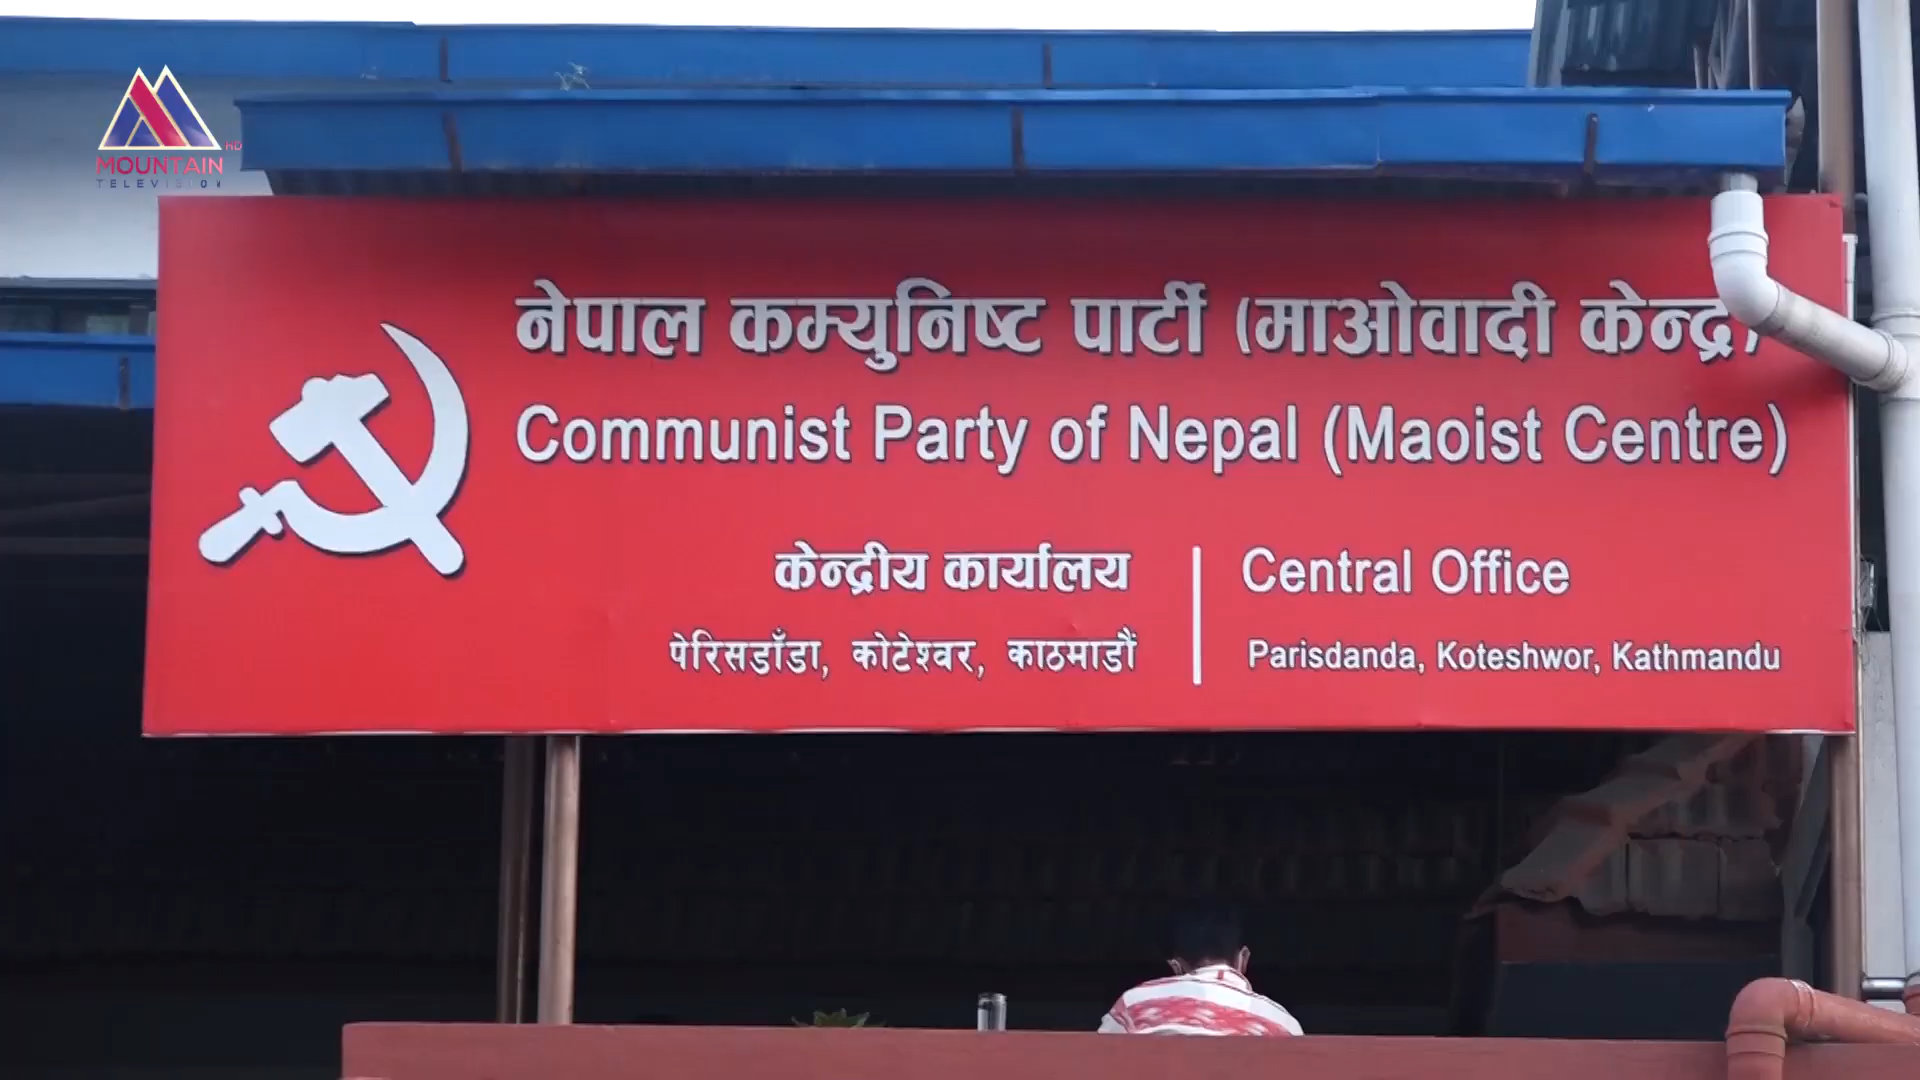 MOUNTAIN HD
TELEVISION
नेपाल कम्युनिष्ट पार्टी (माओवादी केन्द्र)
Communist Party of Nepal (Maoist Centre)
केन्द्रीय कार्यालय
पेरिसडाँडा, कोटेश्वर, काठमाडौं
Central Office
Parisdanda, Koteshwor, Kathmandu